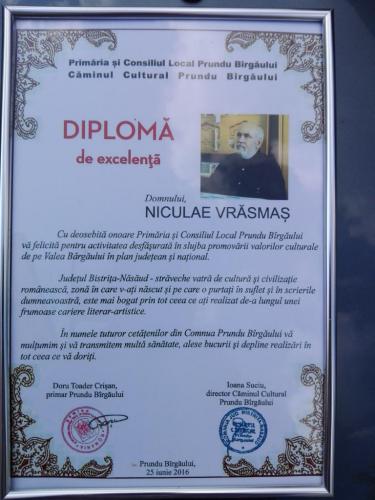 Primăria și Consiliul Local Prundu Bîrgăului
Căminul Cultural Prundu Bîrgăului
DIPLOMĂ
de excelenţă
Domnului,
NICULAE VRĂSMAȘ
Cu deosebită onoare Primăria și Consiliul Local Prundu Bîrgăului
vă felicită pentru activitatea desfășurată în slujba promovării valorilor culturale
de pe Valea Bârgăului în plan județean și național.
Județul Bistrița-Năsăud - străveche vatră de cultură și civilizație
românească, zonă în care v-ați născut și pe care o purtați în suflet și în scrierile
dumneavoastră, este mai bogat prin tot ceea ce ați realizat de-a lungul unei
frumoase cariere literar-artistice.
În numele tuturor cetățenilor din Comnua Prundu Bîrgăului vă
mulțumim și vă transmitem multă sănătate, alese bucurii și depline realizări în
tot ceea ce vă doriți.
Doru Toader Crișan,
primar Prundu Bîrgăului
Ioana Suciu,
director Căminul Cultural
Prundu Bîrgăului
Prundu Bîrgăului,
25 iunie 2016